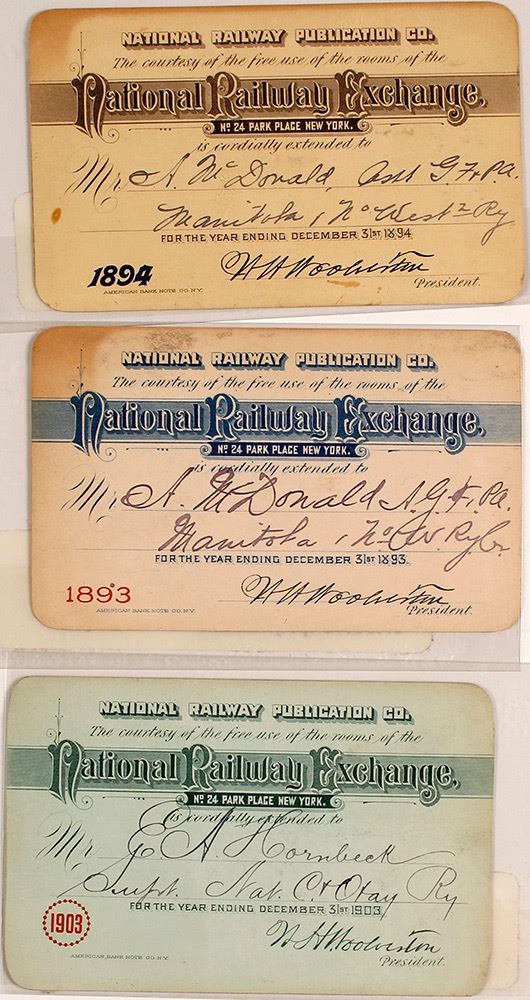 NATIONAL RAILWAY PUBLICATION CO.
The courtesy of the free use of the rooms of the
National Railway Exchange,
Nº 24 PARK PLACE NEW YORK.
is cordially extended to
Mr A. McDonald, Asst G. F. & P.A.
Manitoba & No West'n Ry
FOR THE YEAR ENDING DECEMBER 31ST 1894
1894
W H Woolverton
President.
AMERICAN BANK NOTE CO. N.Y.
NATIONAL RAILWAY PUBLICATION CO.
The courtesy of the free use of the rooms of the
National Railway Exchange,
Nº 24 PARK PLACE NEW YORK.
is cordially extended to
Mr A. McDonald A.G.F. & P.A.
Manitoba & No. W.
FOR THE YEAR ENDING DECEMBER 31ST 1893.
1893
W H Woolverton
President.
AMERICAN BANK NOTE CO. N.Y.
NATIONAL RAILWAY PUBLICATION CO.
The courtesy of the free use of the rooms of the
National Railway Exchange,
Nº 24 PARK PLACE NEW YORK.
is cordially extended to
Mr E A Hornbeck
Supt. Nat. C. & Otay Ry
FOR THE YEAR ENDING DECEMBER 31ST 1903
1903
W H Woolverton
President.
AMERICAN BANK NOTE CO. N.Y.